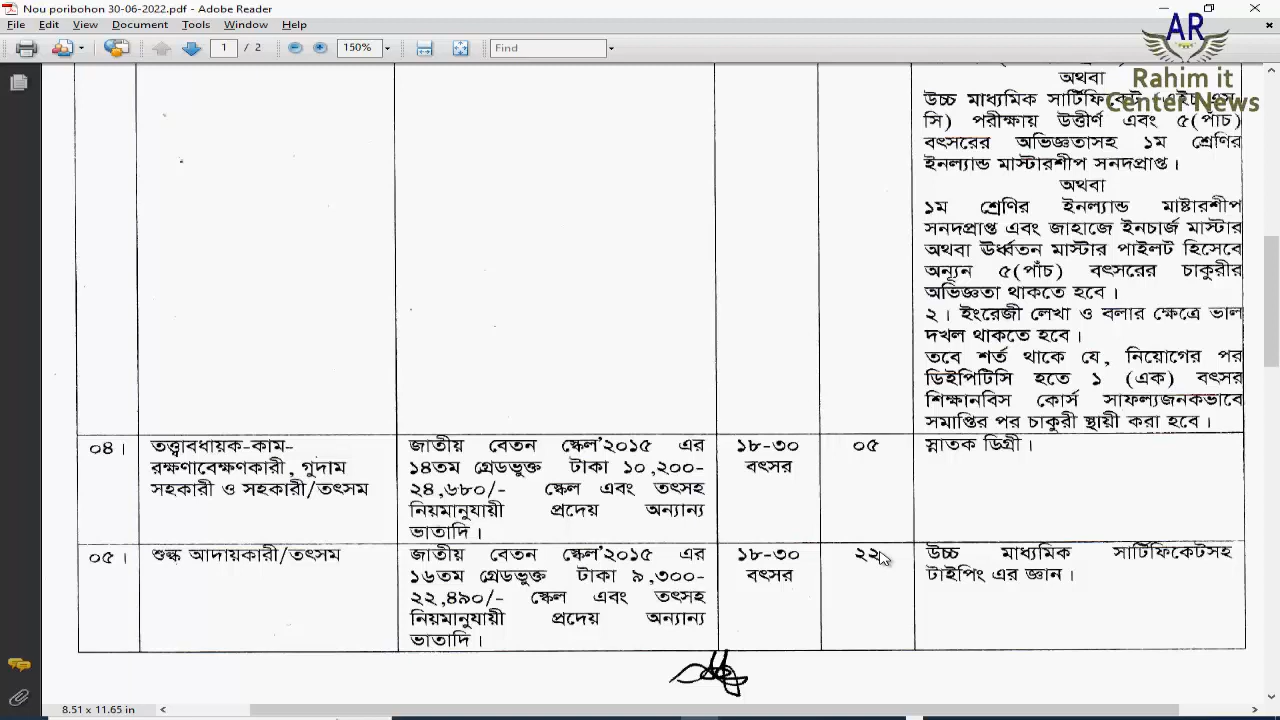 Nou poribohon 30-06-2022.pdf - Adobe Reader
File Edit View Document Tools Window Help
1 / 2 150% Find
AR
Rahim it
Center News
অথবা
উচ্চ মাধ্যমিক সার্টিফিকেট (এইচ.এস.
সি) পরীক্ষায় উত্তীর্ণ এবং ৫(পাঁচ)
বৎসরের অভিজ্ঞতাসহ ১ম শ্রেণির
ইনল্যান্ড মাস্টারশীপ সনদপ্রাপ্ত।
অথবা
১ম শ্রেণির ইনল্যান্ড মাষ্টারশীপ
সনদপ্রাপ্ত এবং জাহাজে ইনচার্জ মাস্টার
অথবা ঊর্ধ্বতন মাস্টার পাইলট হিসেবে
অন্যূন ৫(পাঁচ) বৎসরের চাকুরীর
অভিজ্ঞতা থাকতে হবে।
২। ইংরেজী লেখা ও বলার ক্ষেত্রে ভাল
দখল থাকতে হবে।
তবে শর্ত থাকে যে, নিয়োগের পর
ডিইপিটিসি হতে ১ (এক) বৎসর
শিক্ষানবিস কোর্স সাফল্যজনকভাবে
সমাপ্তির পর চাকুরী স্থায়ী করা হবে।
০৪। তত্ত্বাবধায়ক-কাম- জাতীয় বেতন স্কেল'২০১৫ এর ১৮-৩০ ০৫ স্নাতক ডিগ্রী।
রক্ষণাবেক্ষণকারী, গুদাম ১৪তম গ্রেডভুক্ত টাকা ১০,২০০- বৎসর
সহকারী ও সহকারী/তৎসম ২৪,৬৮০/- স্কেল এবং তৎসহ
নিয়মানুযায়ী প্রদেয় অন্যান্য
ভাতাদি।
০৫। শুল্ক আদায়কারী/তৎসম জাতীয় বেতন স্কেল'২০১৫ এর ১৮-৩০ ২২ উচ্চ মাধ্যমিক সার্টিফিকেটসহ
১৬তম গ্রেডভুক্ত টাকা ৯,৩০০- বৎসর টাইপিং এর জ্ঞান।
২২,৪৯০/- স্কেল এবং তৎসহ
নিয়মানুযায়ী প্রদেয় অন্যান্য
ভাতাদি।
8.51 x 11.65 in